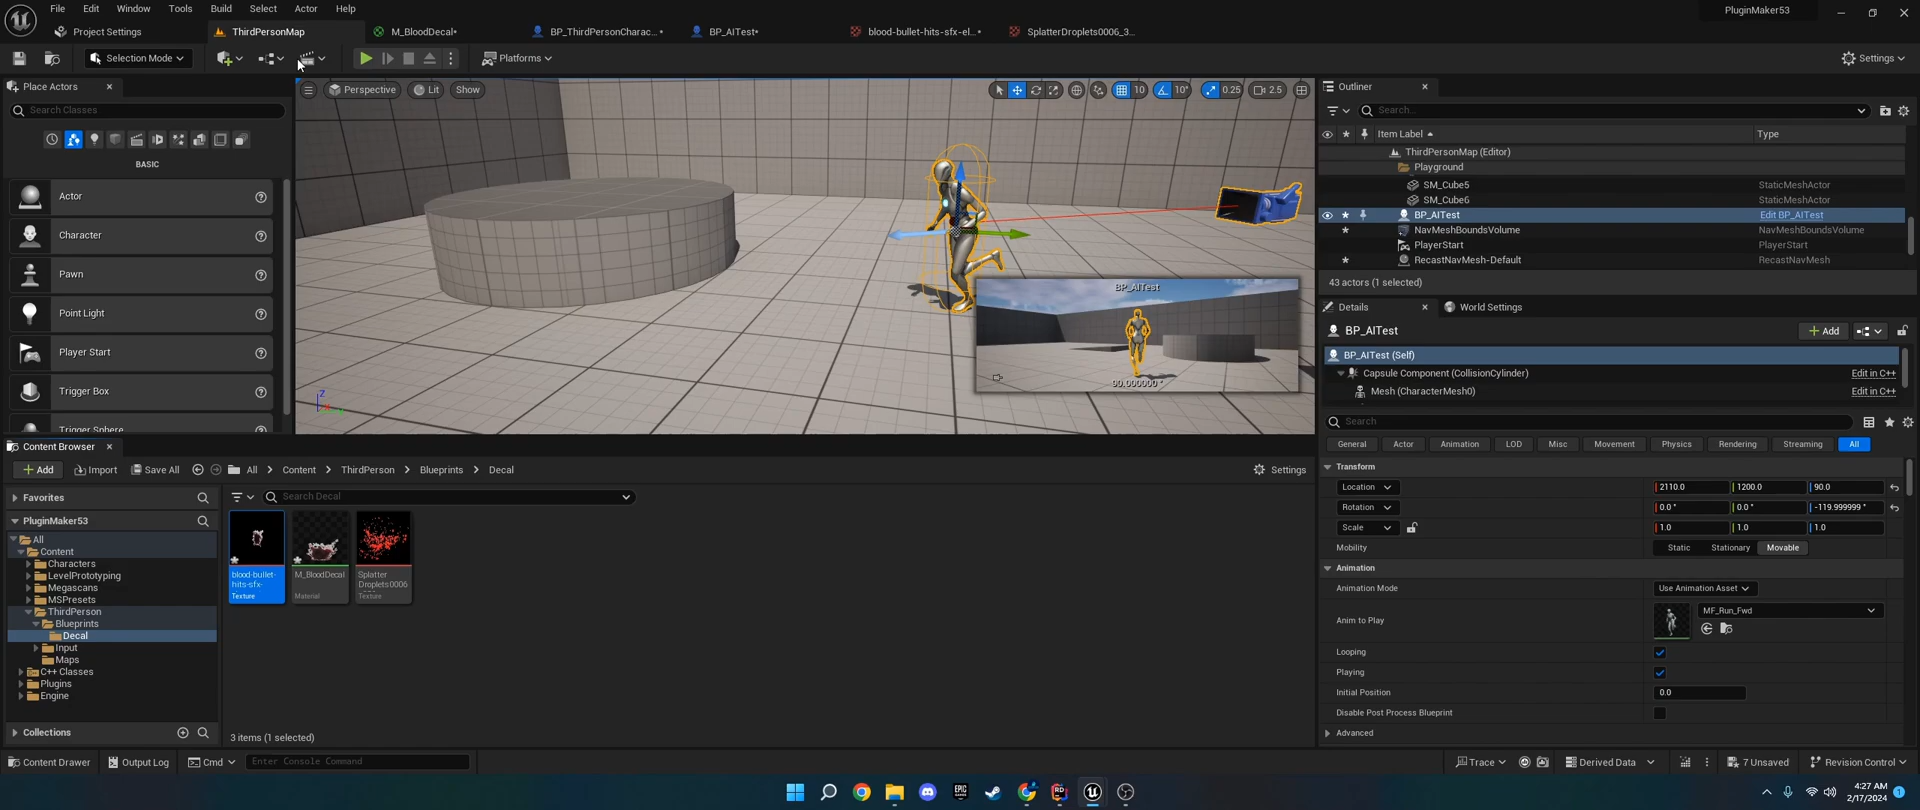 File Edit Window Tools Build Select Actor Help
PluginMaker53
Project Settings
ThirdPersonMap
M_BloodDecal*
BP_ThirdPersonCharac...*
BP_AITest*
blood-bullet-hits-sfx-el...*
SplatterDroplets0006_3...
Selection Mode
Platforms
Settings
Place Actors
Search Classes
BASIC
Actor
Character
Pawn
Point Light
Player Start
Trigger Box
Trigger Sphere
Perspective
Lit
Show
10
10°
0.25
2.5
BP_AITest
90.000000 °
Z
Outliner
Search...
Item Label
Type
ThirdPersonMap (Editor)
Playground
SM_Cube5 StaticMeshActor
SM_Cube6 StaticMeshActor
BP_AITest Edit BP_AITest
NavMeshBoundsVolume NavMeshBoundsVolume
PlayerStart PlayerStart
RecastNavMesh-Default RecastNavMesh
43 actors (1 selected)
Details
World Settings
BP_AITest
Add
BP_AITest (Self)
Capsule Component (CollisionCylinder) Edit in C++
Mesh (CharacterMesh0) Edit in C++
Search
General Actor Animation LOD Misc Movement Physics Rendering Streaming All
Transform
Location 2110.0 1200.0 90.0
Rotation 0.0 ° 0.0 ° -119.999999 °
Scale 1.0 1.0 1.0
Mobility Static Stationary Movable
Animation
Animation Mode Use Animation Asset
Anim to Play MF_Run_Fwd
Looping
Playing
Initial Position 0.0
Disable Post Process Blueprint
Advanced
Content Browser
Add Import Save All All > Content > ThirdPerson > Blueprints > Decal
Settings
Favorites
PluginMaker53
All
Content
Characters
LevelPrototyping
Megascans
MSPresets
ThirdPerson
Blueprints
Decal
Input
Maps
C++ Classes
Plugins
Engine
Collections
Search Decal
blood-bullet-
hits-sfx-
Texture
M_BloodDecal
Material
Splatter
Droplets0006
Texture
3 items (1 selected)
Content Drawer
Output Log
Cmd
Enter Console Command
Trace
Derived Data
7 Unsaved
Revision Control
EPIC
RD
4:27 AM
2/17/2024
1